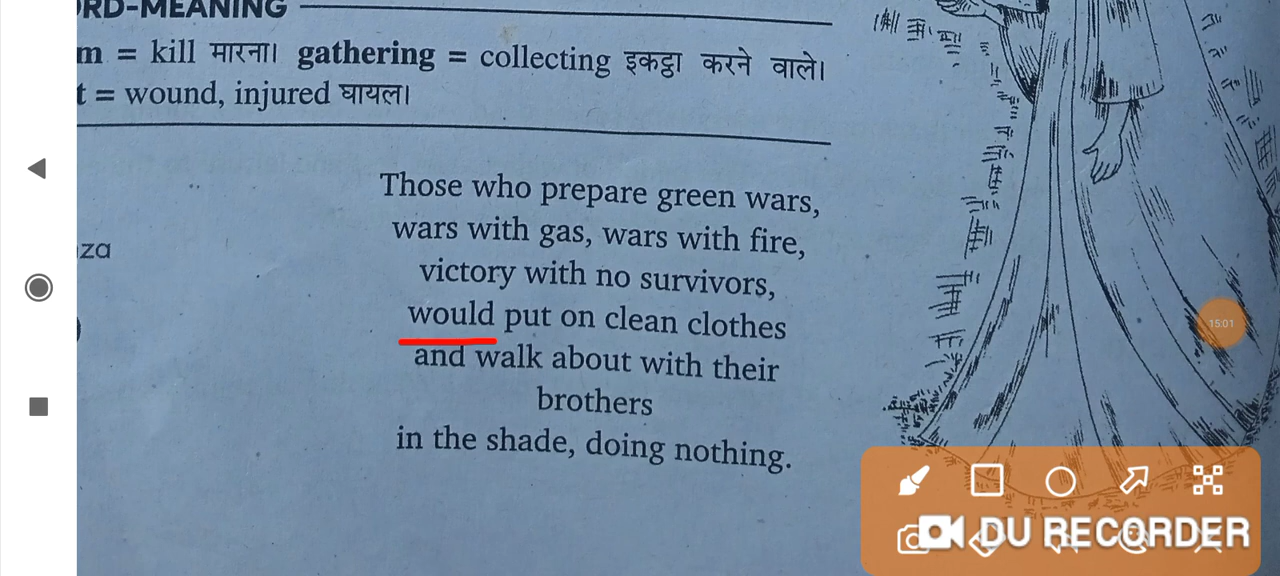 RD-MEANING
m = kill मारना। gathering = collecting इकट्ठा करने वाले।
t = wound, injured घायल।
Those who prepare green wars,
wars with gas, wars with fire,
za
victory with no survivors,
would put on clean clothes
15:01
and walk about with their
brothers
in the shade, doing nothing.
DU RECORDER